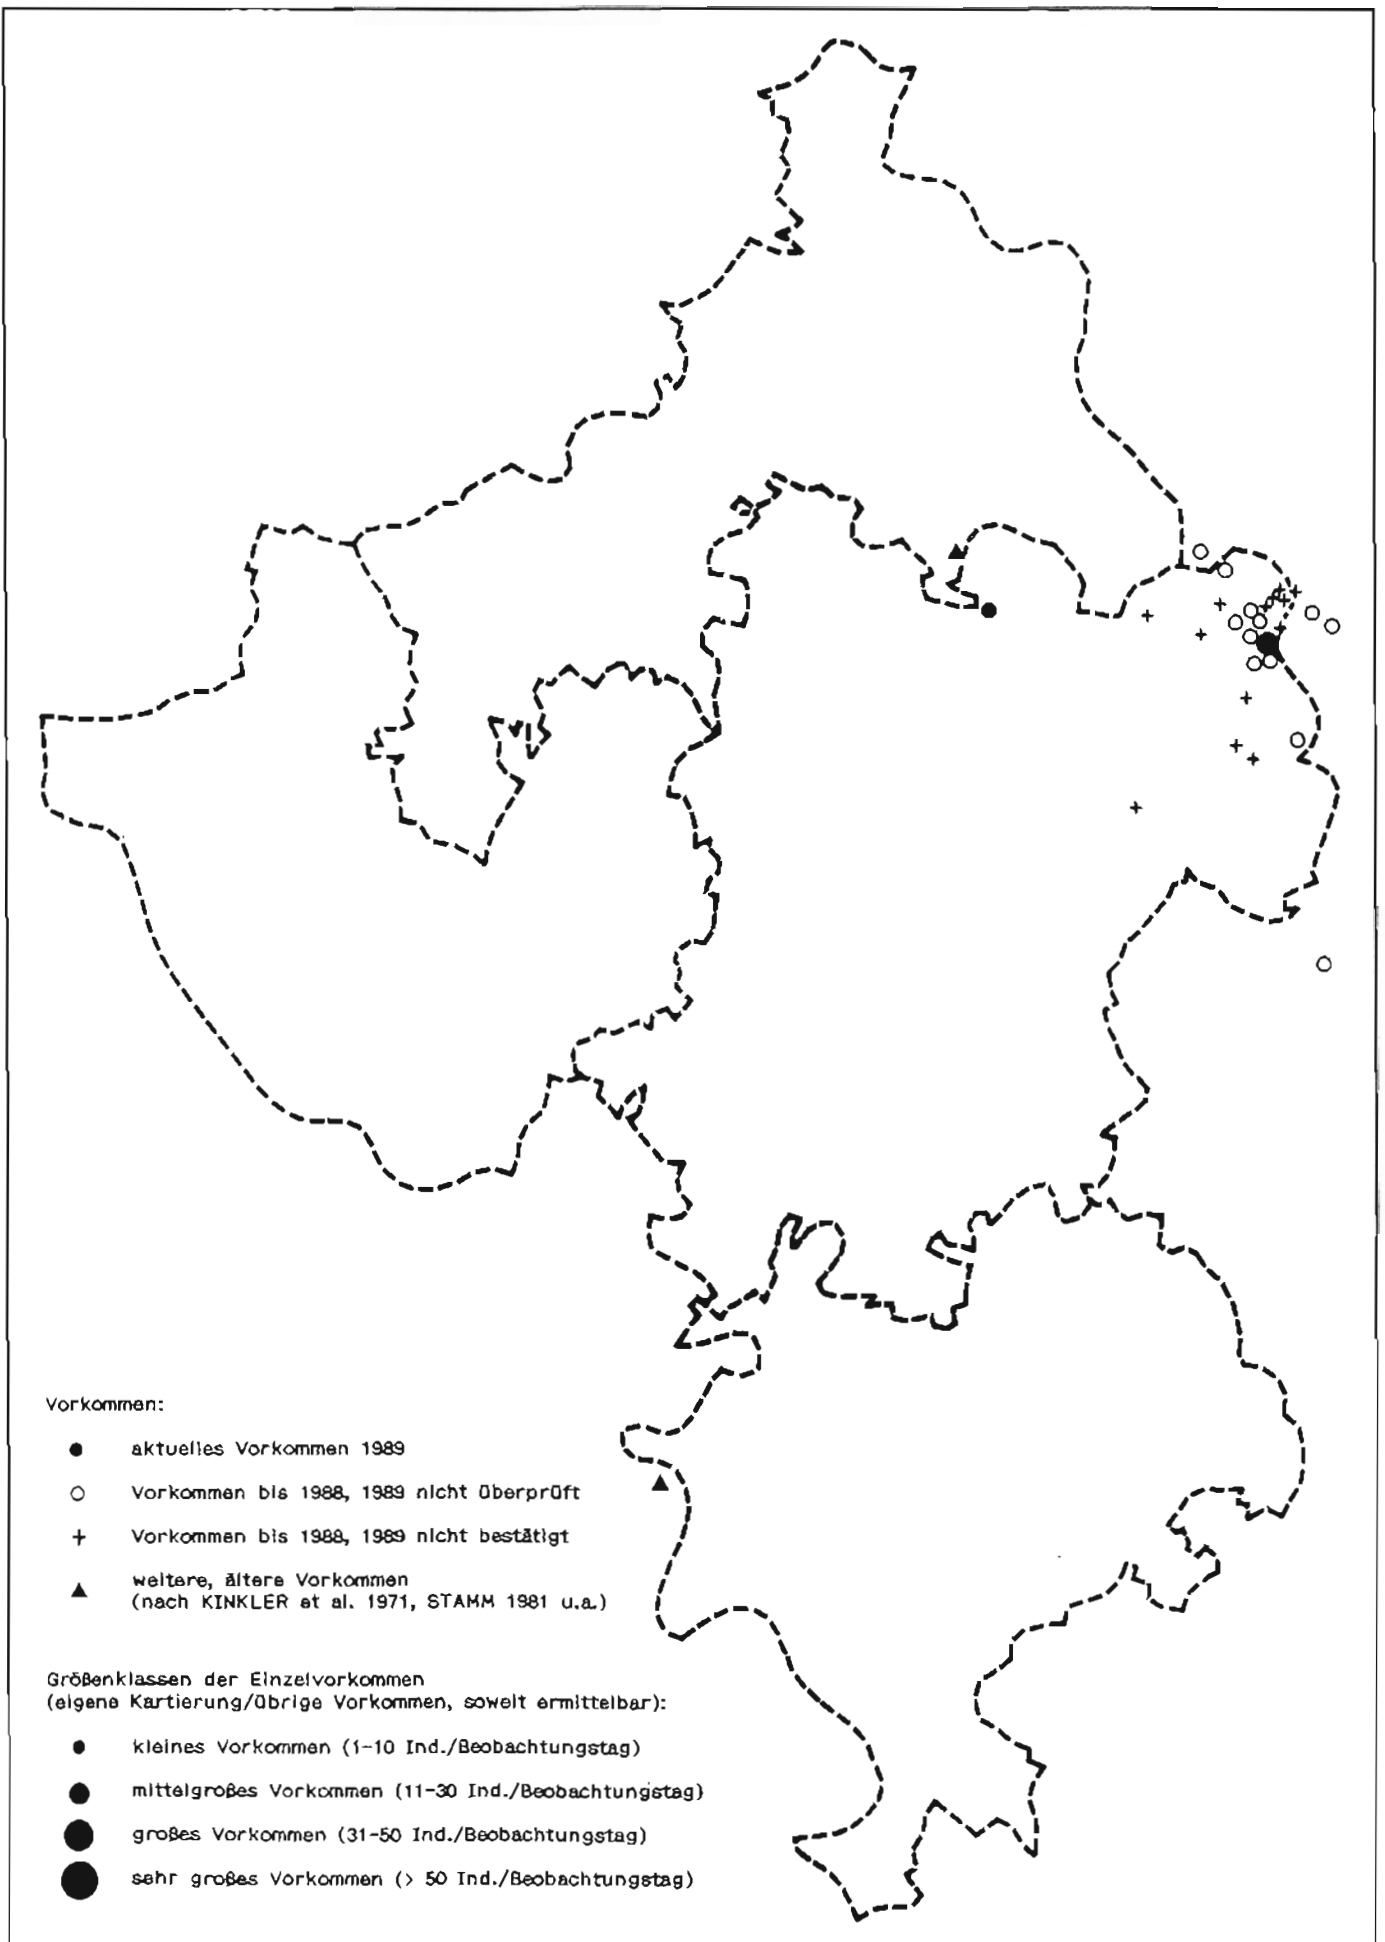 Vorkommen:
aktuelles Vorkommen 1989
Vorkommen bis 1988, 1989 nicht überprüft
Vorkommen bis 1988, 1989 nicht bestätigt
weitere, ältere Vorkommen
(nach KINKLER et al. 1971, STAMM 1981 u.a.)
Größenklassen der Einzelvorkommen
(eigene Kartierung/übrige Vorkommen, soweit ermittelbar):
kleines Vorkommen (1-10 Ind./Beobachtungstag)
mittelgroßes Vorkommen (11-30 Ind./Beobachtungstag)
großes Vorkommen (31-50 Ind./Beobachtungstag)
sehr großes Vorkommen (> 50 Ind./Beobachtungstag)